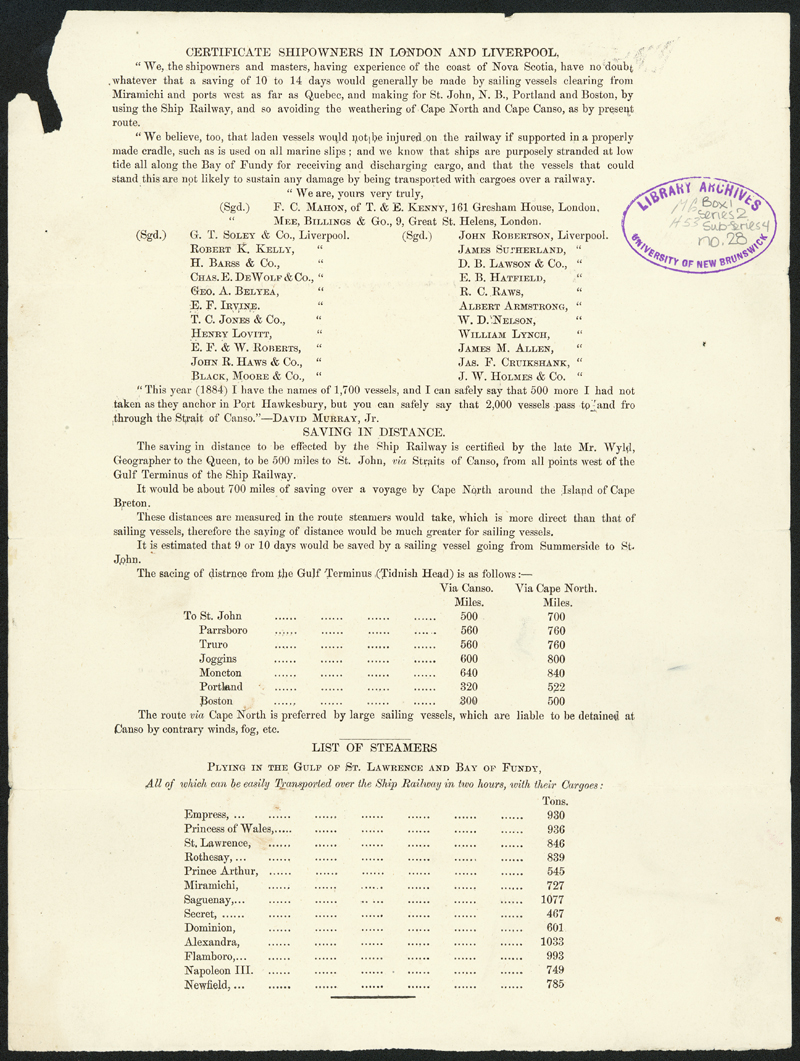 CERTIFICATE SHIPOWNERS IN LONDON AND LIVERPOOL.
" We, the shipowners and masters, having experience of the coast of Nova Scotia, have no doubt
whatever that a saving of 10 to 14 days would generally be made by sailing vessels clearing from
Miramichi and ports west as far as Quebec, and making for St. John, N. B., Portland and Boston, by
using the Ship Railway, and so avoiding the weathering of Cape North and Cape Canso, as by present
route.
" We believe, too, that laden vessels would not be injured on the railway if supported in a properly
made cradle, such as is used on all marine slips ; and we know that ships are purposely stranded at low
tide all along the Bay of Fundy for receiving and discharging cargo, and that the vessels that could
stand this are not likely to sustain any damage by being transported with cargoes over a railway.
" We are, yours very truly,
(Sgd.) F. C. MAHON, of T. & E. KENNY, 161 Gresham House, London.
" MEE, BILLINGS & Go., 9, Great St. Helens, London.
(Sgd.) G. T. SOLEY & Co., Liverpool. (Sgd.) JOHN ROBERTSON, Liverpool.
ROBERT K. KELLY, " JAMES SUTHERLAND, "
H. BARSS & Co., " D. B. LAWSON & Co., "
CHAS. E. DEWOLF & Co., " E. B. HATFIELD, "
GEO. A. BELYEA, " R. C. RAWS, "
E. F. IRVINE. " ALBERT ARMSTRONG, "
T. C. JONES & Co., " W. D. NELSON, "
HENRY LOVITT, " WILLIAM LYNCH, "
E. F. & W. ROBERTS, " JAMES M. ALLEN, "
JOHN R. HAWS & Co., " JAS. F. CRUIKSHANK, "
BLACK, MOORE & Co., " J. W. HOLMES & Co. "
" This year (1884) I have the names of 1,700 vessels, and I can safely say that 500 more I had not
taken as they anchor in Port Hawkesbury, but you can safely say that 2,000 vessels pass to and fro
through the Strait of Canso."—DAVID MURRAY, Jr.
SAVING IN DISTANCE.
The saving in distance to be effected by the Ship Railway is certified by the late Mr. Wyld,
Geographer to the Queen, to be 500 miles to St. John, via Straits of Canso, from all points west of the
Gulf Terminus of the Ship Railway.
It would be about 700 miles of saving over a voyage by Cape North around the Island of Cape
Breton.
These distances are measured in the route steamers would take, which is more direct than that of
sailing vessels, therefore the saying of distance would be much greater for sailing vessels.
It is estimated that 9 or 10 days would be saved by a sailing vessel going from Summerside to St.
John.
The sacing of distrnce from the Gulf Terminus (Tidnish Head) is as follows :—
Via Canso. Via Cape North.
Miles. Miles.
To St. John ...... ...... ...... ...... 500 700
Parrsboro ...... ...... ...... ...... 560 760
Truro ...... ...... ...... ...... 560 760
Joggins ...... ...... ...... ...... 600 800
Moncton ...... ...... ...... ...... 640 840
Portland ...... ...... ...... ...... 320 522
Boston ...... ...... ...... ...... 300 500
The route via Cape North is preferred by large sailing vessels, which are liable to be detained at
Canso by contrary winds, fog, etc.
LIST OF STEAMERS
PLYING IN THE GULF OF ST. LAWRENCE AND BAY OF FUNDY,
All of which can be easily Transported over the Ship Railway in two hours, with their Cargoes :
Tons.
Empress, ... ...... ...... ...... ...... ...... ...... 930
Princess of Wales,...... ...... ...... ...... ...... ...... 936
St. Lawrence, ...... ...... ...... ...... ...... ...... 846
Rothesay, ... ...... ...... ...... ...... ...... ...... 839
Prince Arthur, ...... ...... ...... ...... ...... ...... 545
Miramichi, ...... ...... ...... ...... ...... ...... 727
Saguenay,... ...... ...... ...... ...... ...... ...... 1077
Secret, ...... ...... ...... ...... ...... ...... 467
Dominion, ...... ...... ...... ...... ...... ...... 601
Alexandra, ...... ...... ...... ...... ...... ...... 1033
Flamboro,... ...... ...... ...... ...... ...... ...... 993
Napoleon III. ...... ...... ...... ...... ...... ...... 749
Newfield, ... ...... ...... ...... ...... ...... ...... 785
LIBRARY ARCHIVES
MG Box 1
H53 Series 2
Sub-series 4
no. 28
UNIVERSITY OF NEW BRUNSWICK